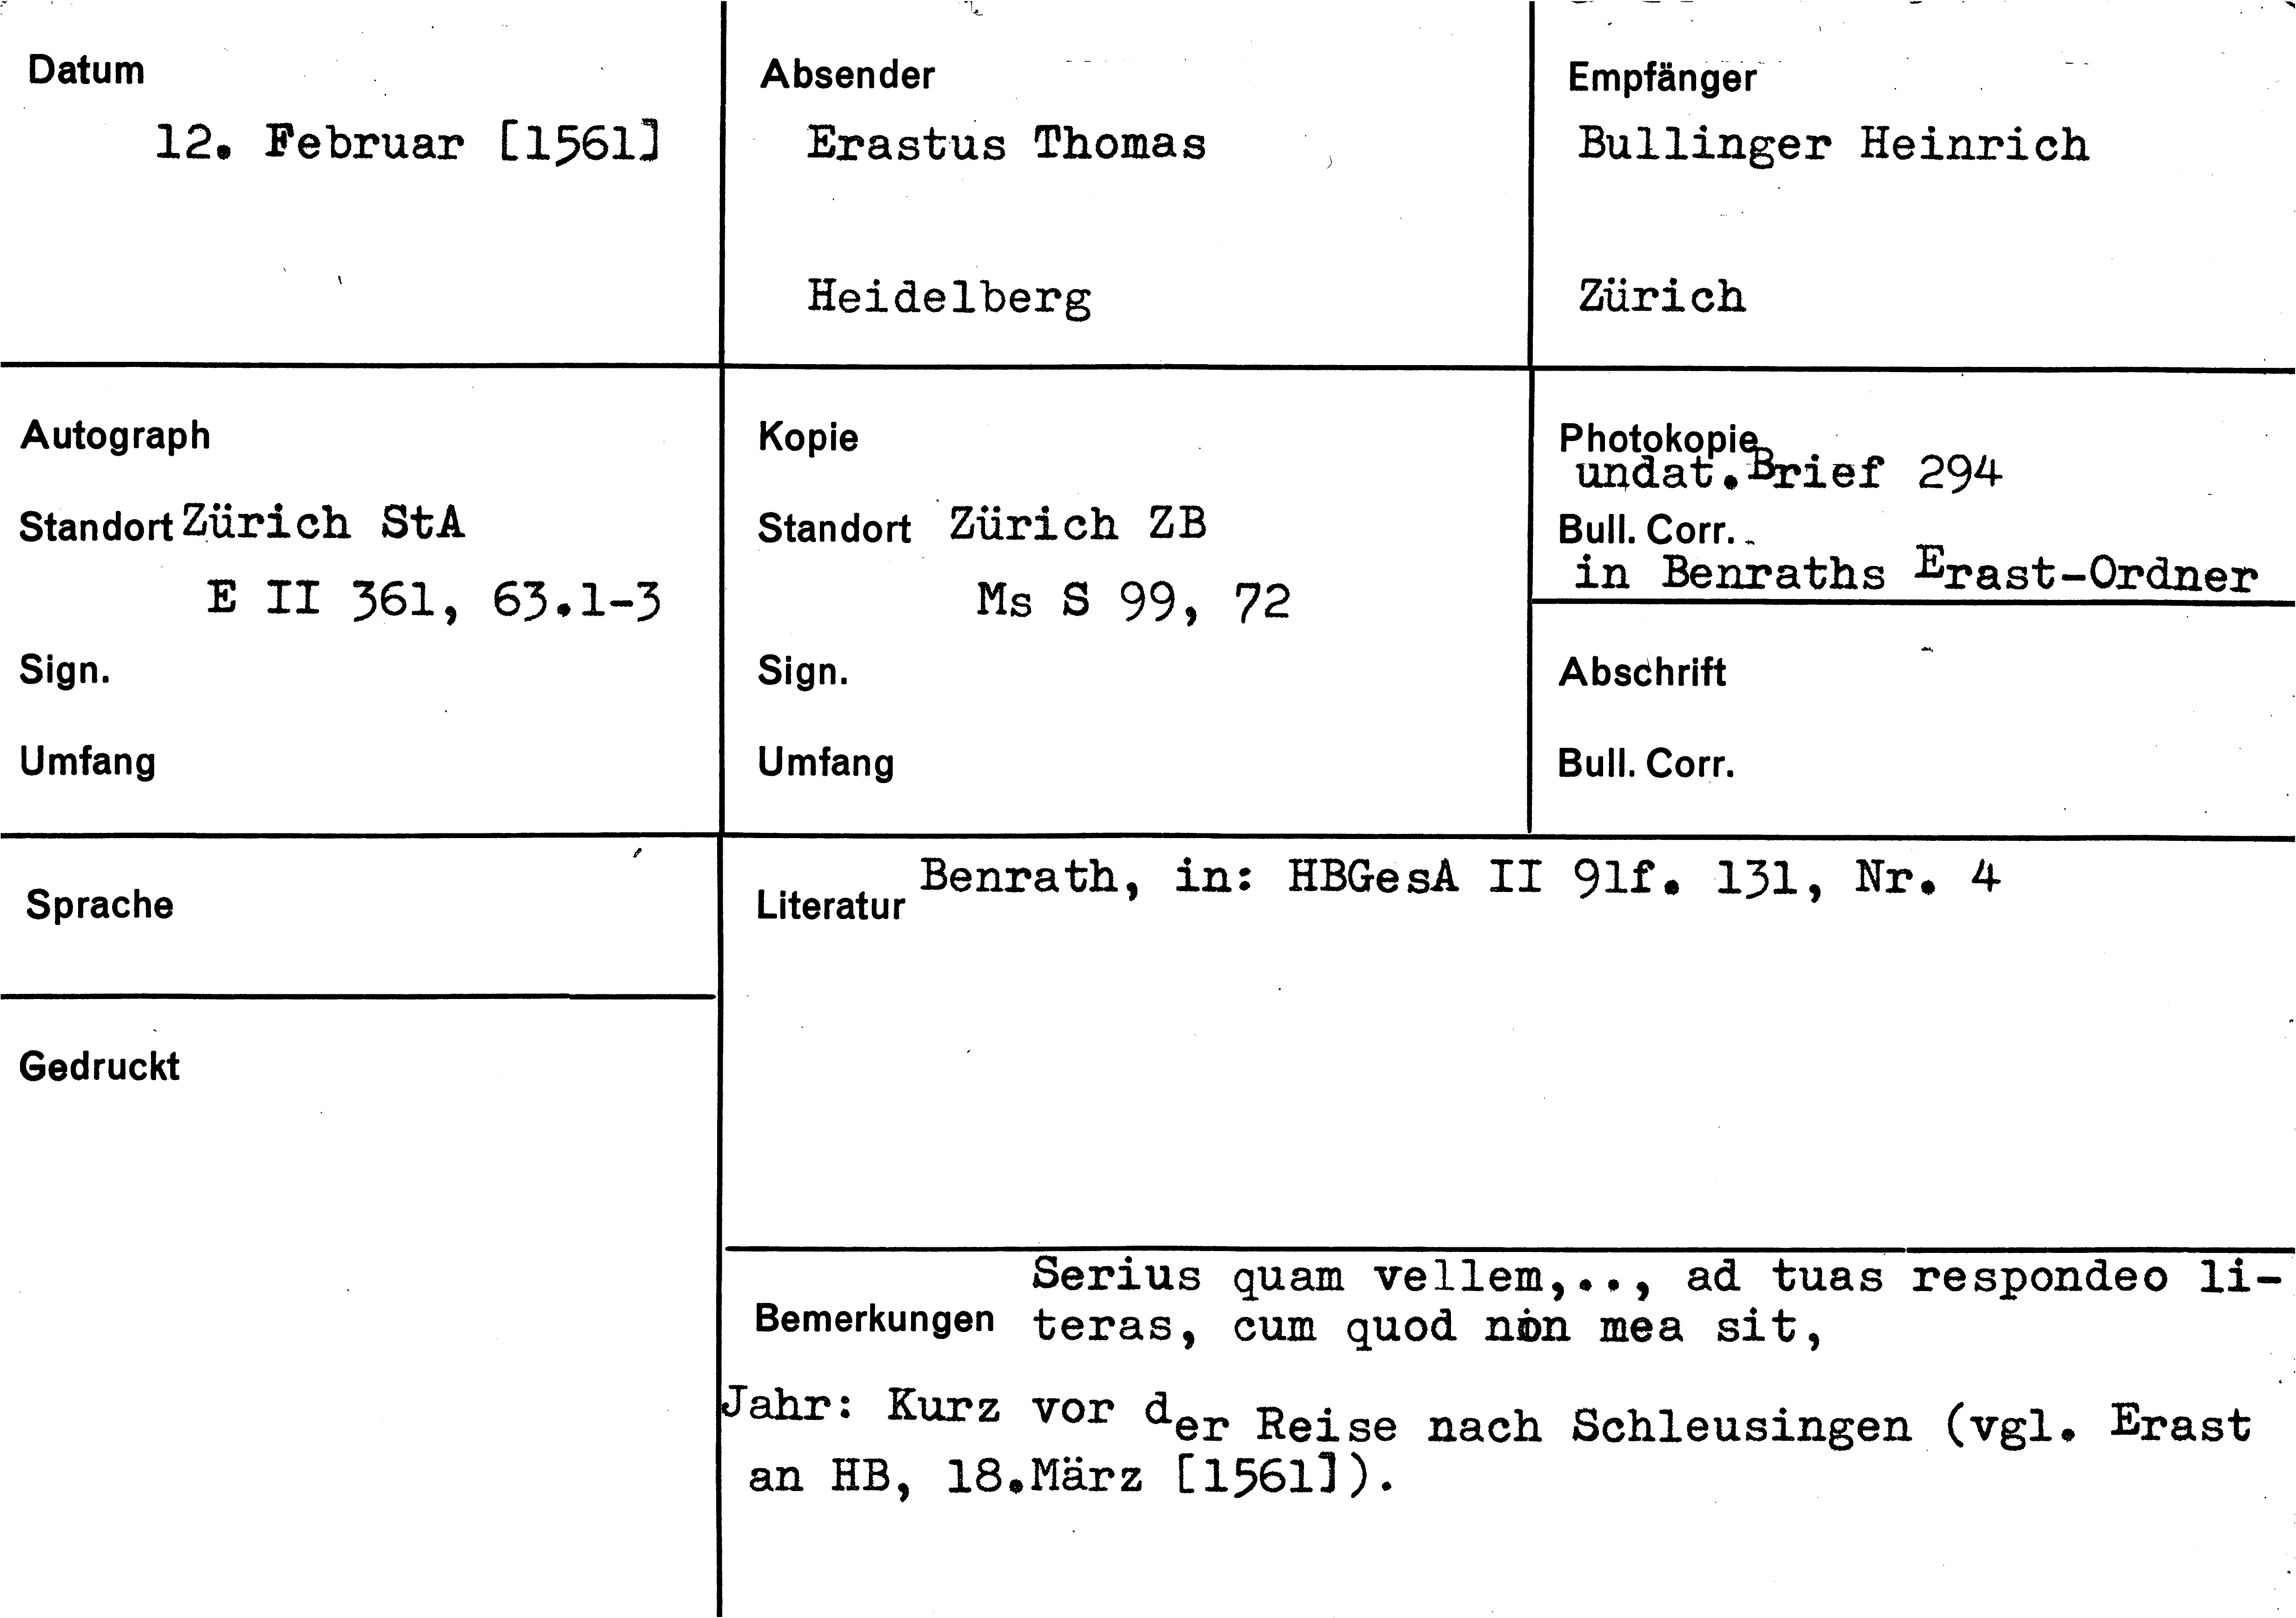 Datum
12. Februar [1561]
Absender
Erastus Thomas
Heidelberg
Empfänger
Bullinger Heinrich
Zürich
Autograph
Standort Zürich StA
E II 361, 63.1-3
Sign.
Umfang
Kopie
Standort Zürich ZB
Ms S 99, 72
Sign.
Umfang
Photokopie
undat.Brief 294
Bull. Corr.
in Benraths Erast-Ordner
Abschrift
Bull. Corr.
Sprache
Gedruckt
Literatur Benrath, in: HBGesA II 91f. 131, Nr. 4
Serius quam vellem,.., ad tuas respondeo li-
Bemerkungen teras, cum quod non mea sit,
Jahr: Kurz vor der Reise nach Schleusingen (vgl. Erast
an HB, 18.März [1561]).